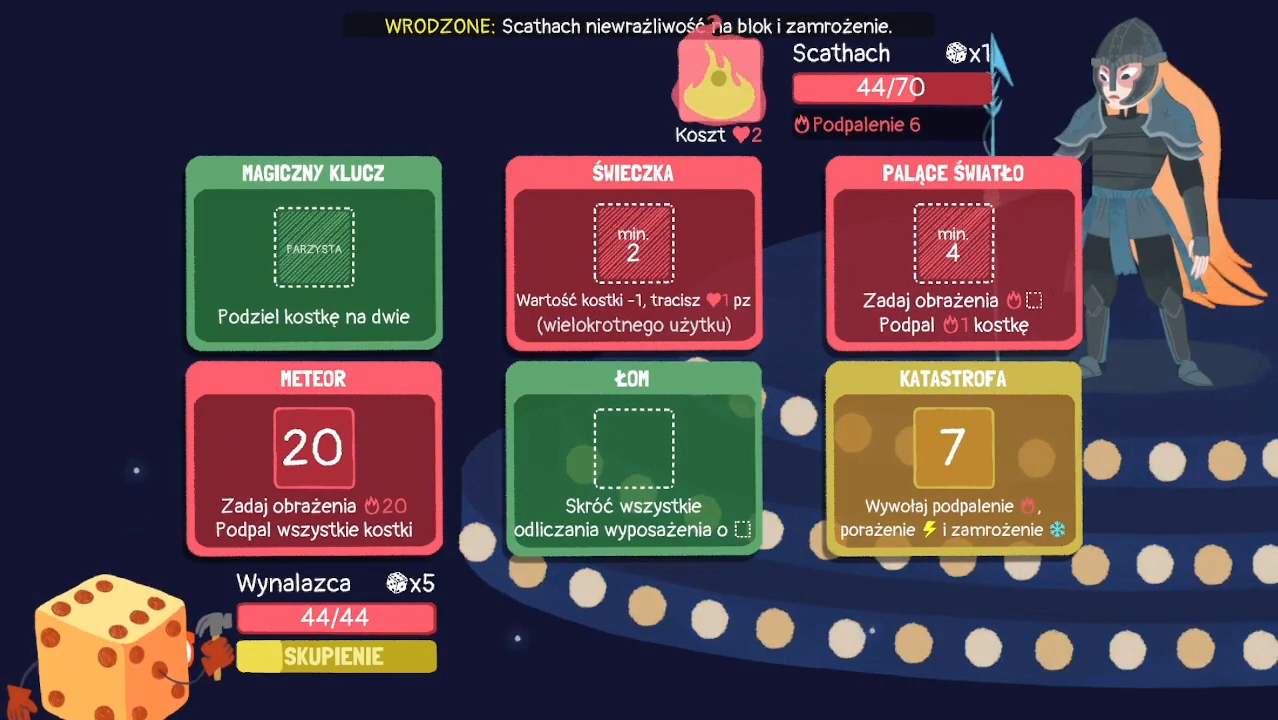 WRODZONE: Scathach niewrażliwość na blok i zamrożenie.
Scathach x1
44/70
Koszt 2
Podpalenie 6
MAGICZNY KLUCZ
PARZYSTA
Podziel kostkę na dwie
ŚWIECZKA
min.
2
Wartość kostki -1, tracisz 1 pz
(wielokrotnego użytku)
PALĄCE ŚWIATŁO
min.
4
Zadaj obrażenia
Podpal 1 kostkę
METEOR
20
Zadaj obrażenia 20
Podpal wszystkie kostki
ŁOM
Skróć wszystkie
odliczania wyposażenia o
KATASTROFA
7
Wywołaj podpalenie ,
porażenie i zamrożenie
Wynalazca x5
44/44
SKUPIENIE